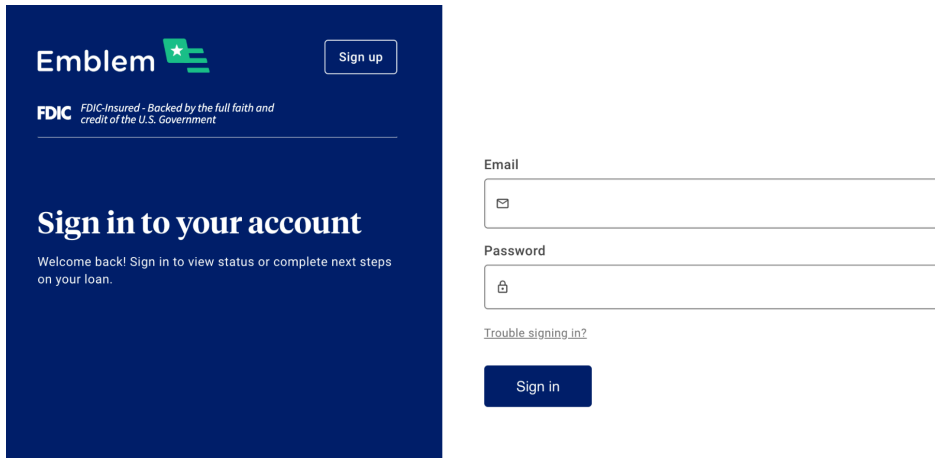 Emblem
Sign up
FDIC FDIC-Insured - Backed by the full faith and
credit of the U.S. Government
Sign in to your account
Welcome back! Sign in to view status or complete next steps
on your loan.
Email
Password
Trouble signing in?
Sign in